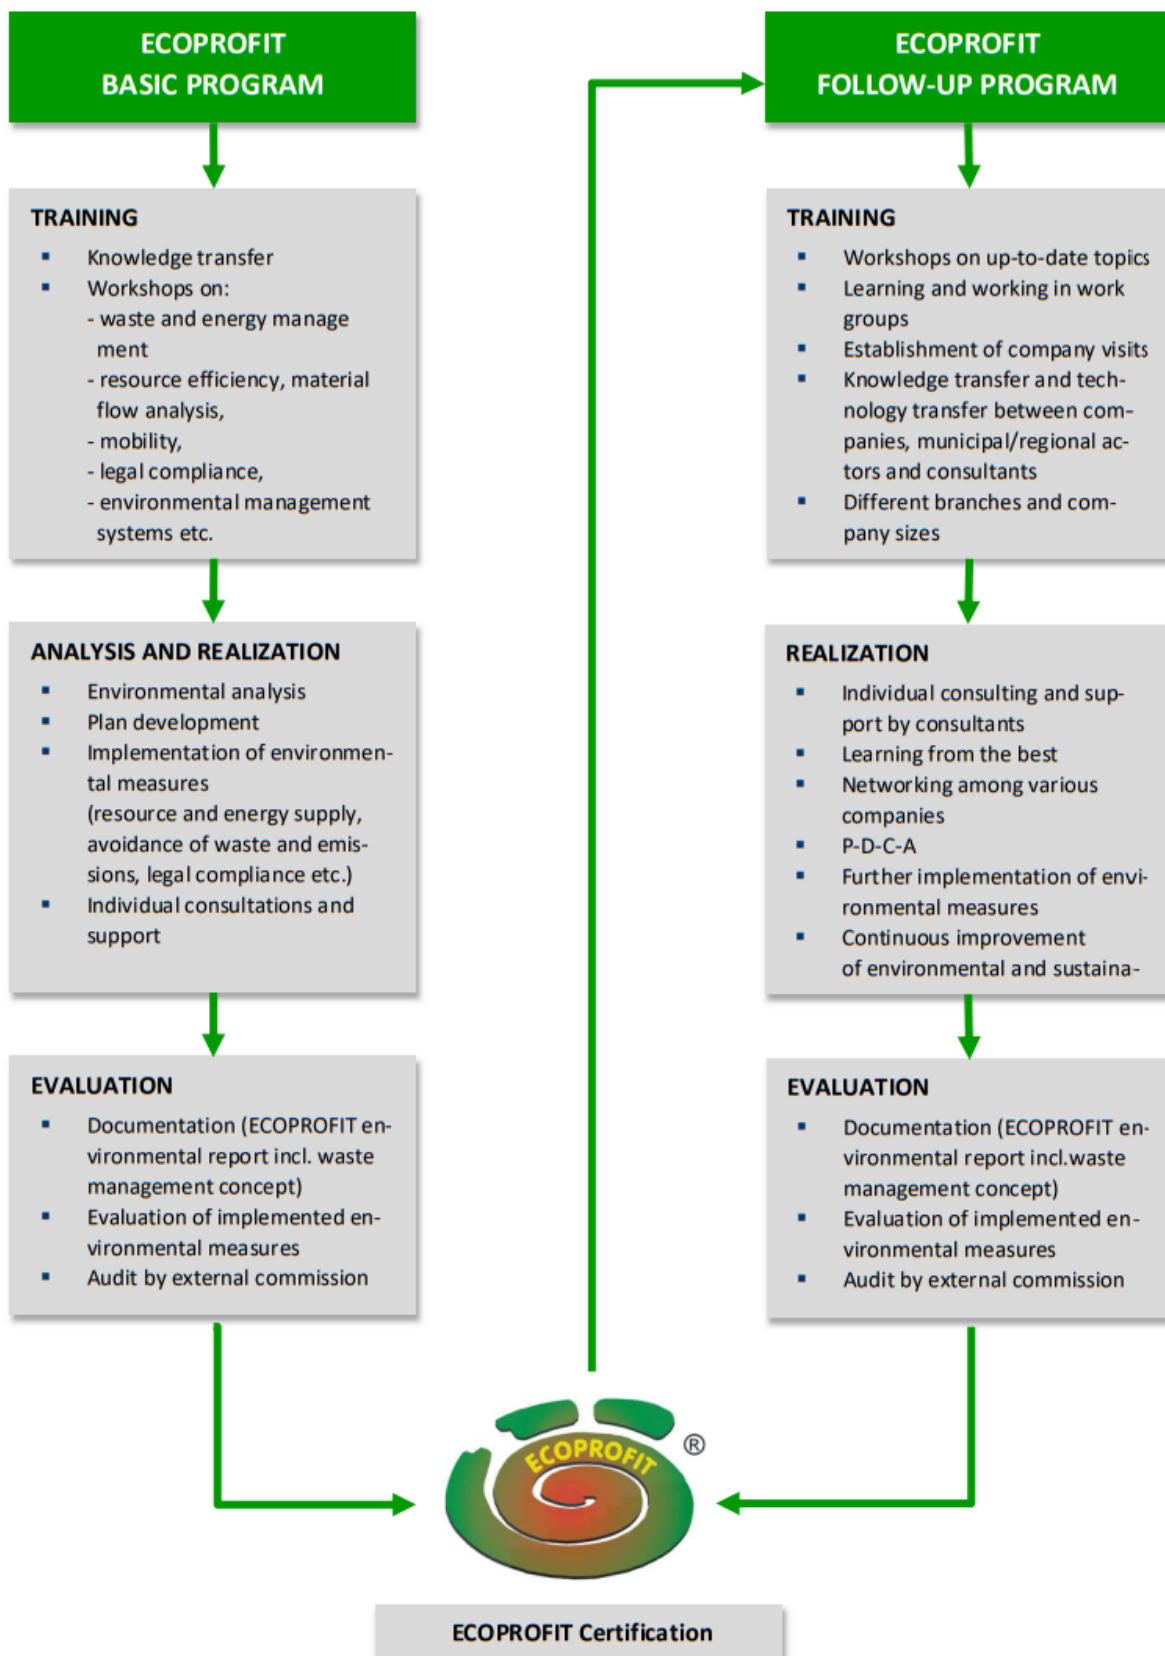 ECOPROFIT
BASIC PROGRAM
TRAINING
▪ Knowledge transfer
▪ Workshops on:
- waste and energy manage
ment
- resource efficiency, material
flow analysis,
- mobility,
- legal compliance,
- environmental management
systems etc.
ANALYSIS AND REALIZATION
▪ Environmental analysis
▪ Plan development
▪ Implementation of environmen-
tal measures
(resource and energy supply,
avoidance of waste and emis-
sions, legal compliance etc.)
▪ Individual consultations and
support
EVALUATION
▪ Documentation (ECOPROFIT en-
vironmental report incl. waste
management concept)
▪ Evaluation of implemented en-
vironmental measures
▪ Audit by external commission
ECOPROFIT
FOLLOW-UP PROGRAM
TRAINING
▪ Workshops on up-to-date topics
▪ Learning and working in work
groups
▪ Establishment of company visits
▪ Knowledge transfer and tech-
nology transfer between com-
panies, municipal/regional ac-
tors and consultants
▪ Different branches and com-
pany sizes
REALIZATION
▪ Individual consulting and sup-
port by consultants
▪ Learning from the best
▪ Networking among various
companies
▪ P-D-C-A
▪ Further implementation of envi-
ronmental measures
▪ Continuous improvement
of environmental and sustaina-
EVALUATION
▪ Documentation (ECOPROFIT en-
vironmental report incl.waste
management concept)
▪ Evaluation of implemented en-
vironmental measures
▪ Audit by external commission
ECOPROFIT ®
ECOPROFIT Certification